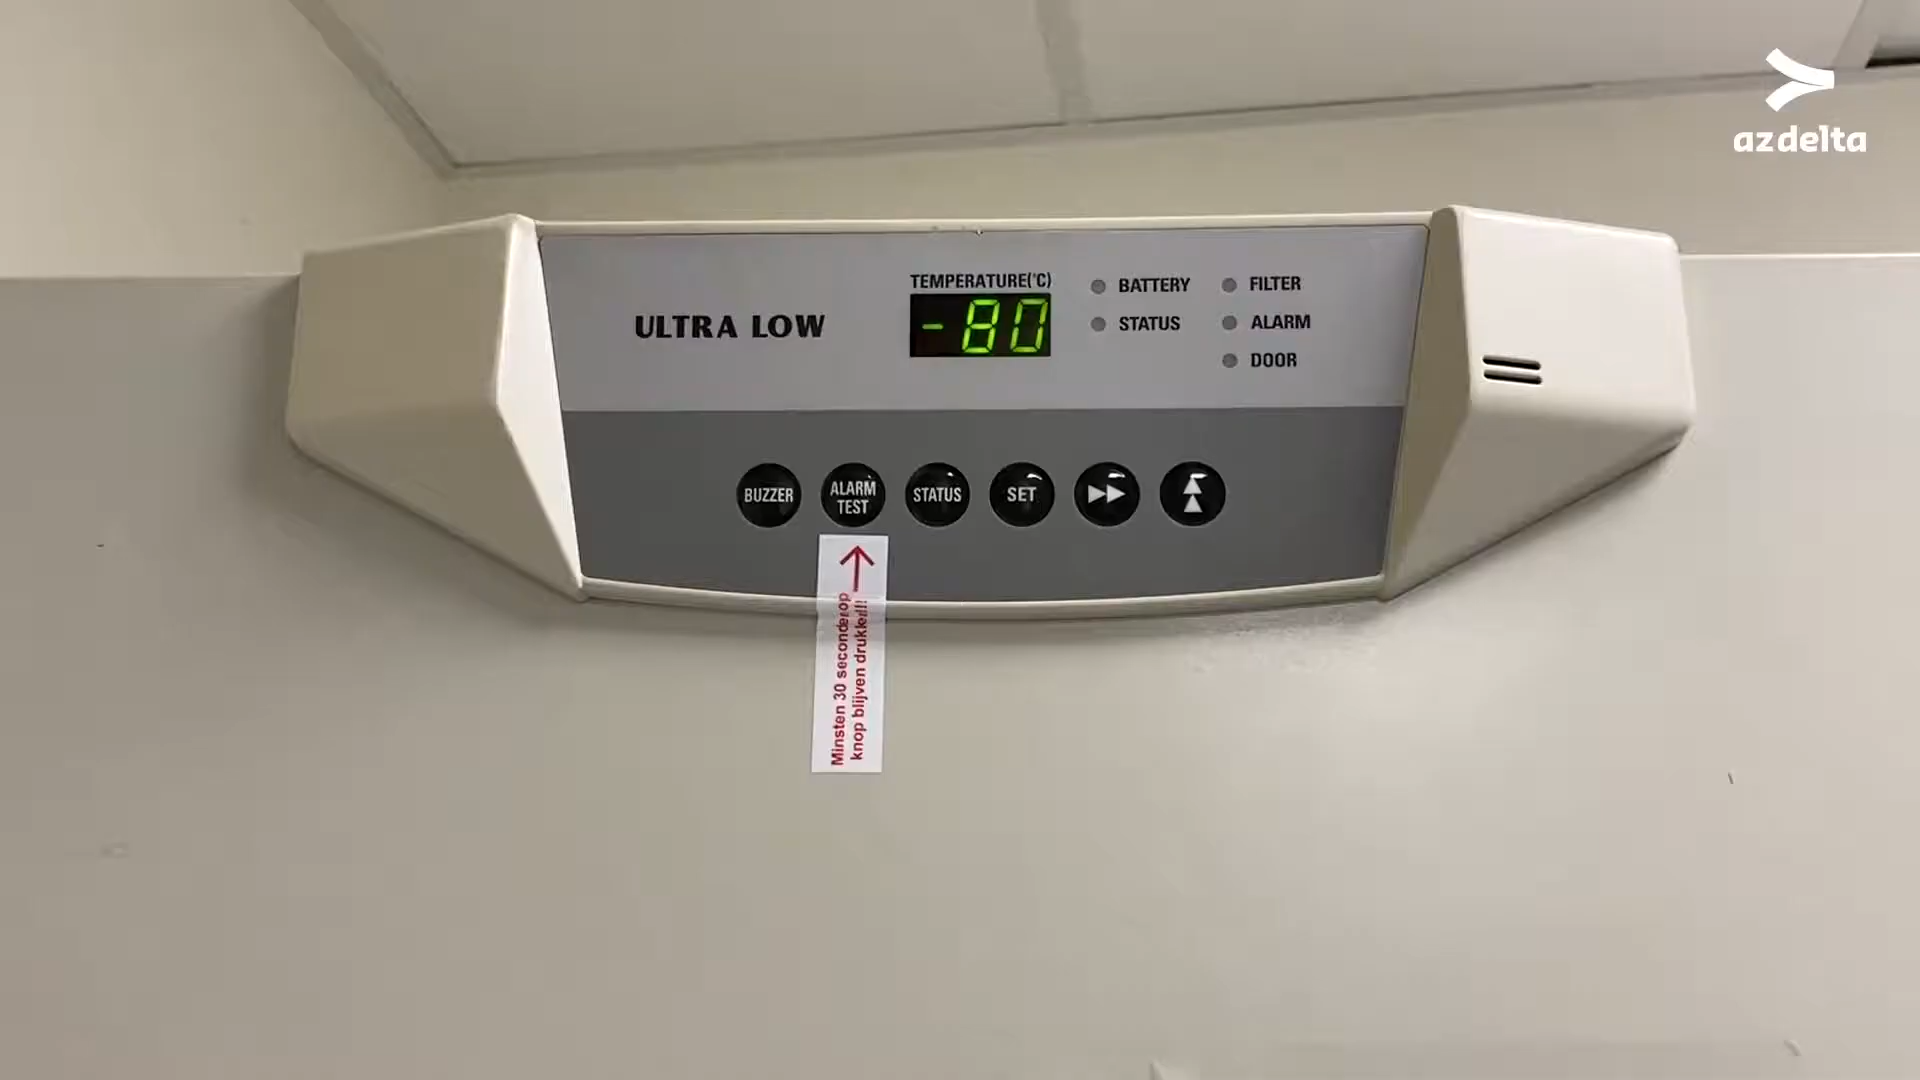 azdelta
TEMPERATURE(°C)
-80
BATTERY
FILTER
ULTRA LOW
STATUS
ALARM
DOOR
BUZZER
ALARM
TEST
STATUS
SET
Minsten 30 seconden op
knop blijven drukken!!